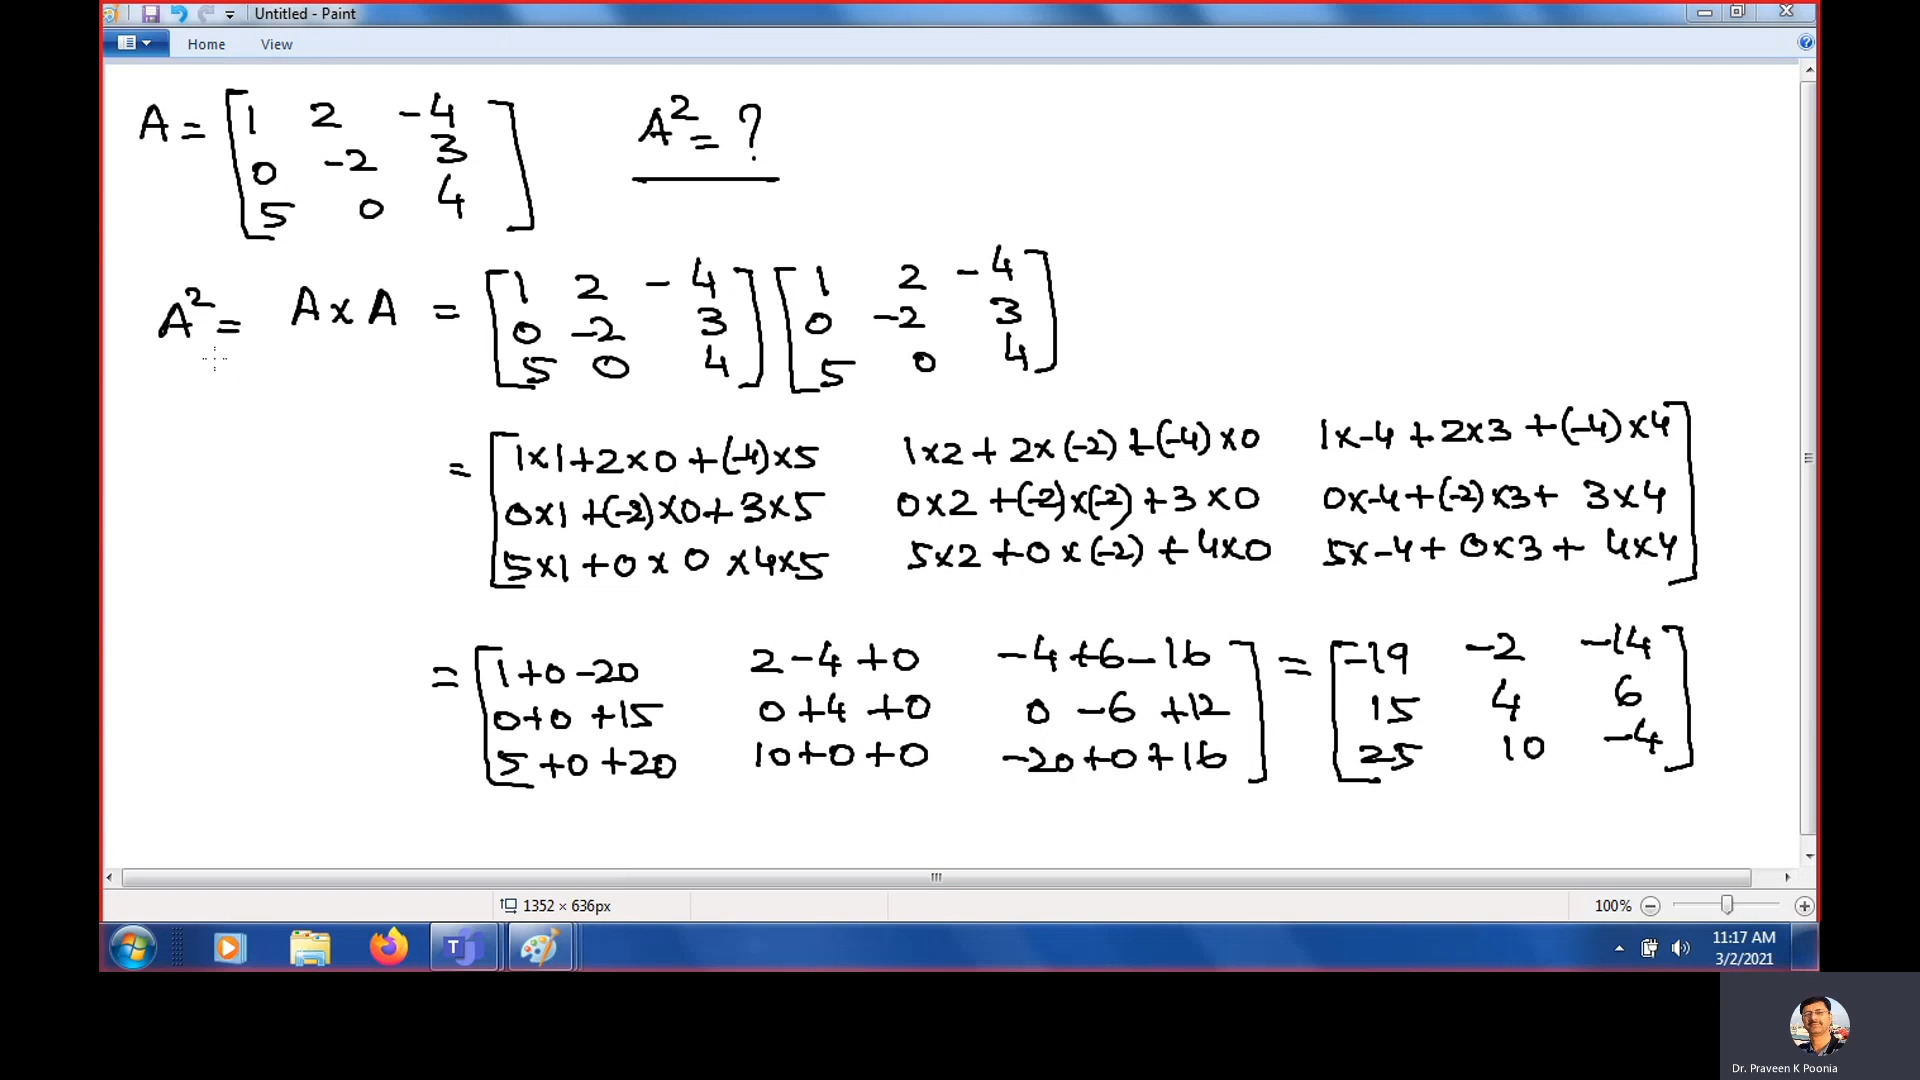 Untitled - Paint
Home View
A = [1 2 -4
0 -2 3
5 0 4]
A² = ?
A² = A x A = [1 2 -4
0 -2 3
5 0 4] [1 2 -4
0 -2 3
5 0 4]
= [1x1+2x0+(-4)x5 1x2+2x(-2)+(-4)x0 1x-4+2x3+(-4)x4
0x1+(-2)x0+3x5 0x2+(-2)x(-2)+3x0 0x-4+(-2)x3+3x4
5x1+0x0x4x5 5x2+0x(-2)+4x0 5x-4+0x3+4x4]
= [1+0-20 2-4+0 -4+6-16
0+0+15 0+4+0 0-6+12
5+0+20 10+0+0 -20+0+16] = [-19 -2 -14
15 4 6
25 10 -4]
1352 × 636px
100%
11:17 AM
3/2/2021
Dr. Praveen K Poonia